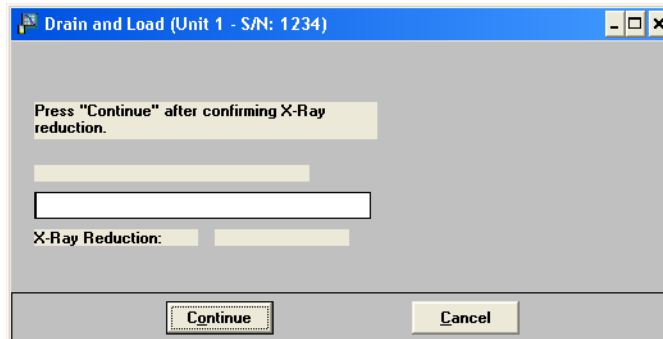 Drain and Load (Unit 1 - S/N: 1234)
Press "Continue" after confirming X-Ray
reduction.
X-Ray Reduction:
Continue
Cancel